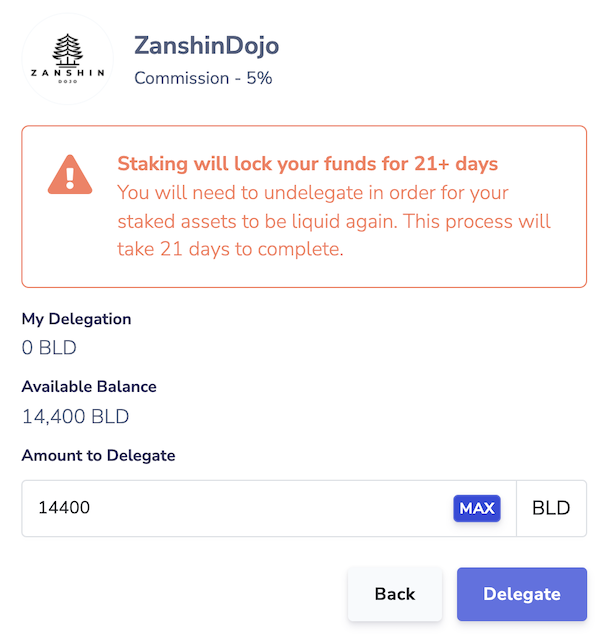 ZANSHIN
DOJO
ZanshinDojo
Commission - 5%
Staking will lock your funds for 21+ days
You will need to undelegate in order for your
staked assets to be liquid again. This process will
take 21 days to complete.
My Delegation
0 BLD
Available Balance
14,400 BLD
Amount to Delegate
14400 MAX BLD
Back Delegate